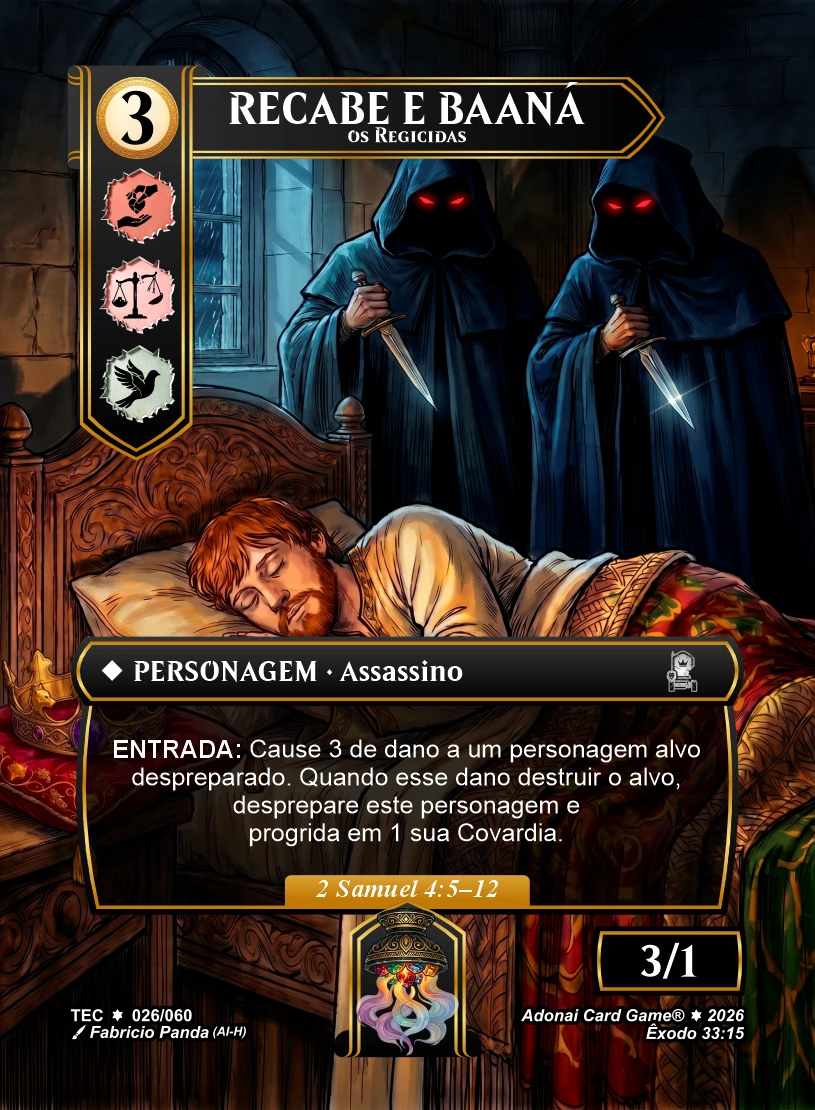 3
RECABE E BAANÁ
OS REGICIDAS
◆ PERSONAGEM · Assassino
ENTRADA: Cause 3 de dano a um personagem alvo
despreparado. Quando esse dano destruir o alvo,
desprepare este personagem e
progrida em 1 sua Covardia.
2 Samuel 4:5–12
3/1
TEC ✶ 026/060
Fabricio Panda (AI-H)
Adonai Card Game® ✶ 2026
Êxodo 33:15